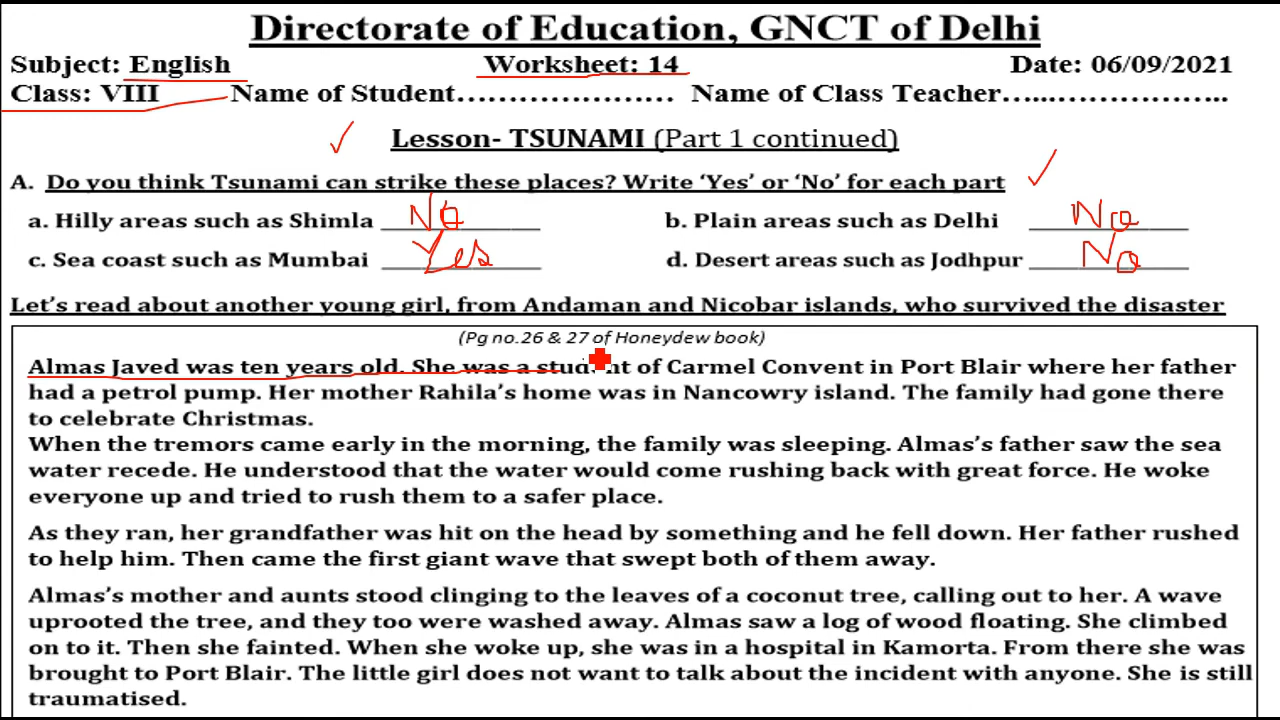 Directorate of Education, GNCT of Delhi
Subject: English Worksheet: 14 Date: 06/09/2021
Class: VIII Name of Student………………… Name of Class Teacher…...……………..
Lesson- TSUNAMI (Part 1 continued)
A. Do you think Tsunami can strike these places? Write ‘Yes’ or ‘No’ for each part
a. Hilly areas such as Shimla No b. Plain areas such as Delhi No
c. Sea coast such as Mumbai Yes d. Desert areas such as Jodhpur No
Let’s read about another young girl, from Andaman and Nicobar islands, who survived the disaster
(Pg no.26 & 27 of Honeydew book)
Almas Javed was ten years old. She was a student of Carmel Convent in Port Blair where her father
had a petrol pump. Her mother Rahila’s home was in Nancowry island. The family had gone there
to celebrate Christmas.
When the tremors came early in the morning, the family was sleeping. Almas’s father saw the sea
water recede. He understood that the water would come rushing back with great force. He woke
everyone up and tried to rush them to a safer place.
As they ran, her grandfather was hit on the head by something and he fell down. Her father rushed
to help him. Then came the first giant wave that swept both of them away.
Almas’s mother and aunts stood clinging to the leaves of a coconut tree, calling out to her. A wave
uprooted the tree, and they too were washed away. Almas saw a log of wood floating. She climbed
on to it. Then she fainted. When she woke up, she was in a hospital in Kamorta. From there she was
brought to Port Blair. The little girl does not want to talk about the incident with anyone. She is still
traumatised.